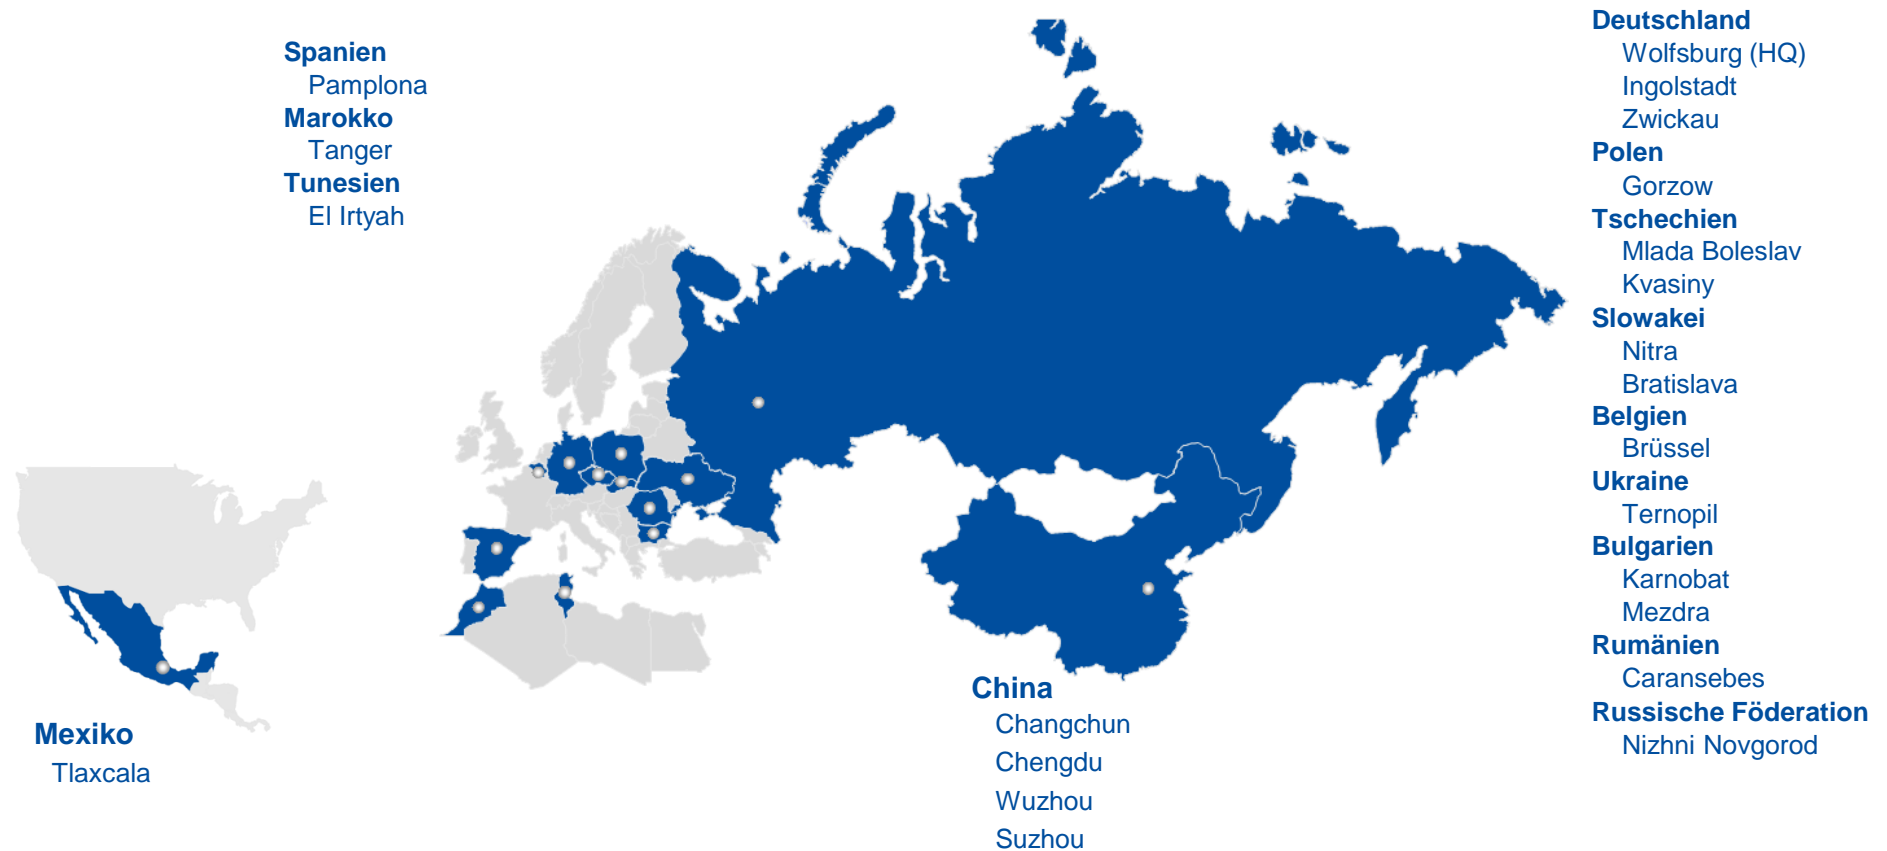 Spanien
Pamplona
Marokko
Tanger
Tunesien
El Irtyah
Mexiko
Tlaxcala
China
Changchun
Chengdu
Wuzhou
Suzhou
Deutschland
Wolfsburg (HQ)
Ingolstadt
Zwickau
Polen
Gorzow
Tschechien
Mlada Boleslav
Kvasiny
Slowakei
Nitra
Bratislava
Belgien
Brüssel
Ukraine
Ternopil
Bulgarien
Karnobat
Mezdra
Rumänien
Caransebes
Russische Föderation
Nizhni Novgorod